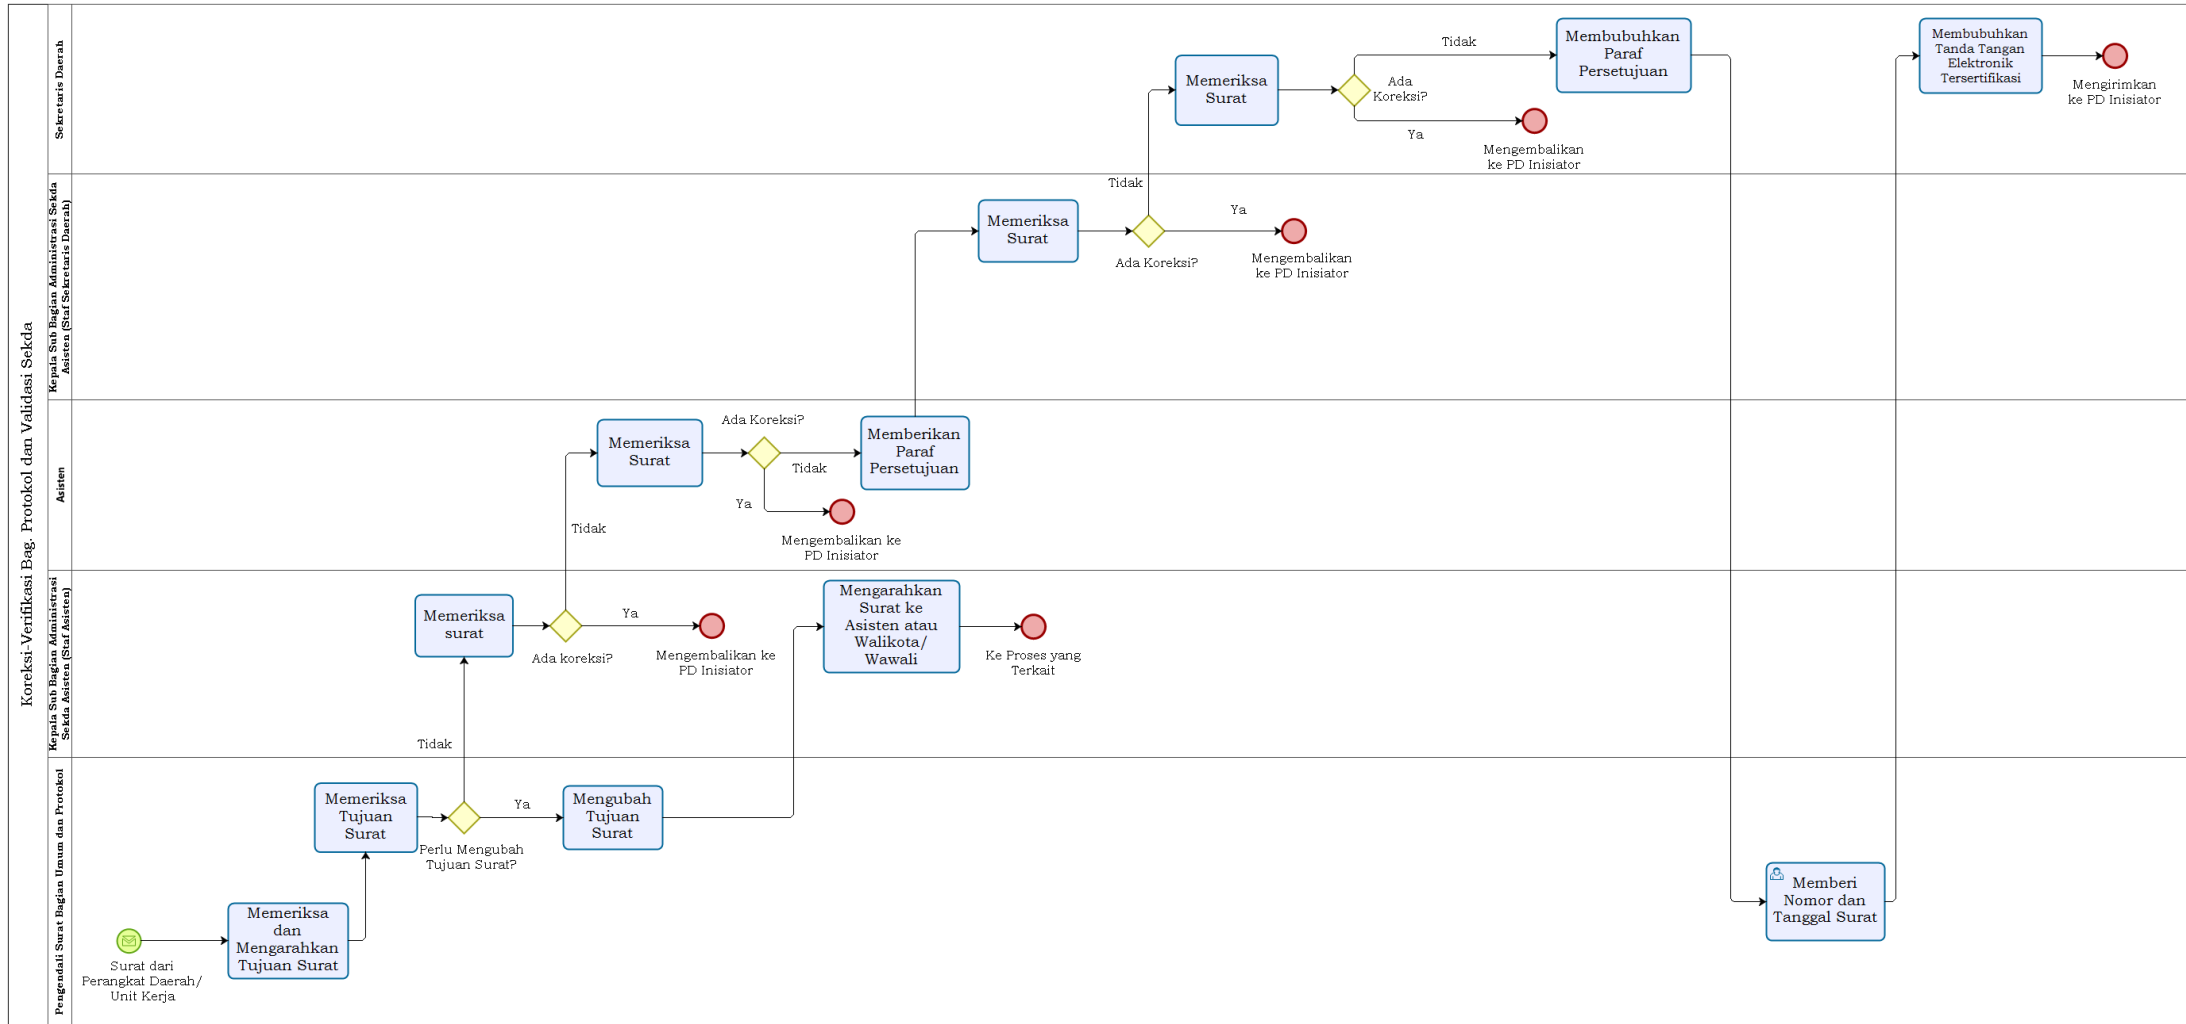 Koreksi-Verifikasi Bag. Protokol dan Validasi Sekda
Sekretaris Daerah
Memeriksa
Surat
Ada
Koreksi?
Tidak
Ya
Membubuhkan
Paraf
Persetujuan
Mengembalikan
ke PD Inisiator
Membubuhkan
Tanda Tangan
Elektronik
Tersertifikasi
Mengirimkan
ke PD Inisiator
Kepala Sub Bagian Administrasi Sekda
Asisten (Staf Sekretaris Daerah)
Memeriksa
Surat
Tidak
Ada Koreksi?
Ya
Mengembalikan
ke PD Inisiator
Asisten
Memeriksa
Surat
Ada Koreksi?
Tidak
Ya
Memberikan
Paraf
Persetujuan
Mengembalikan ke
PD Inisiator
Tidak
Kepala Sub Bagian Administrasi
Sekda Asisten (Staf Asisten)
Memeriksa
surat
Ada koreksi?
Ya
Mengembalikan ke
PD Inisiator
Mengarahkan
Surat ke
Asisten atau
Walikota/
Wawali
Ke Proses yang
Terkait
Tidak
Pengendali Surat Bagian Umum dan Protokol
Memeriksa
Tujuan
Surat
Perlu Mengubah
Tujuan Surat?
Ya
Mengubah
Tujuan
Surat
Surat dari
Perangkat Daerah/
Unit Kerja
Memeriksa
dan
Mengarahkan
Tujuan Surat
Memberi
Nomor dan
Tanggal Surat